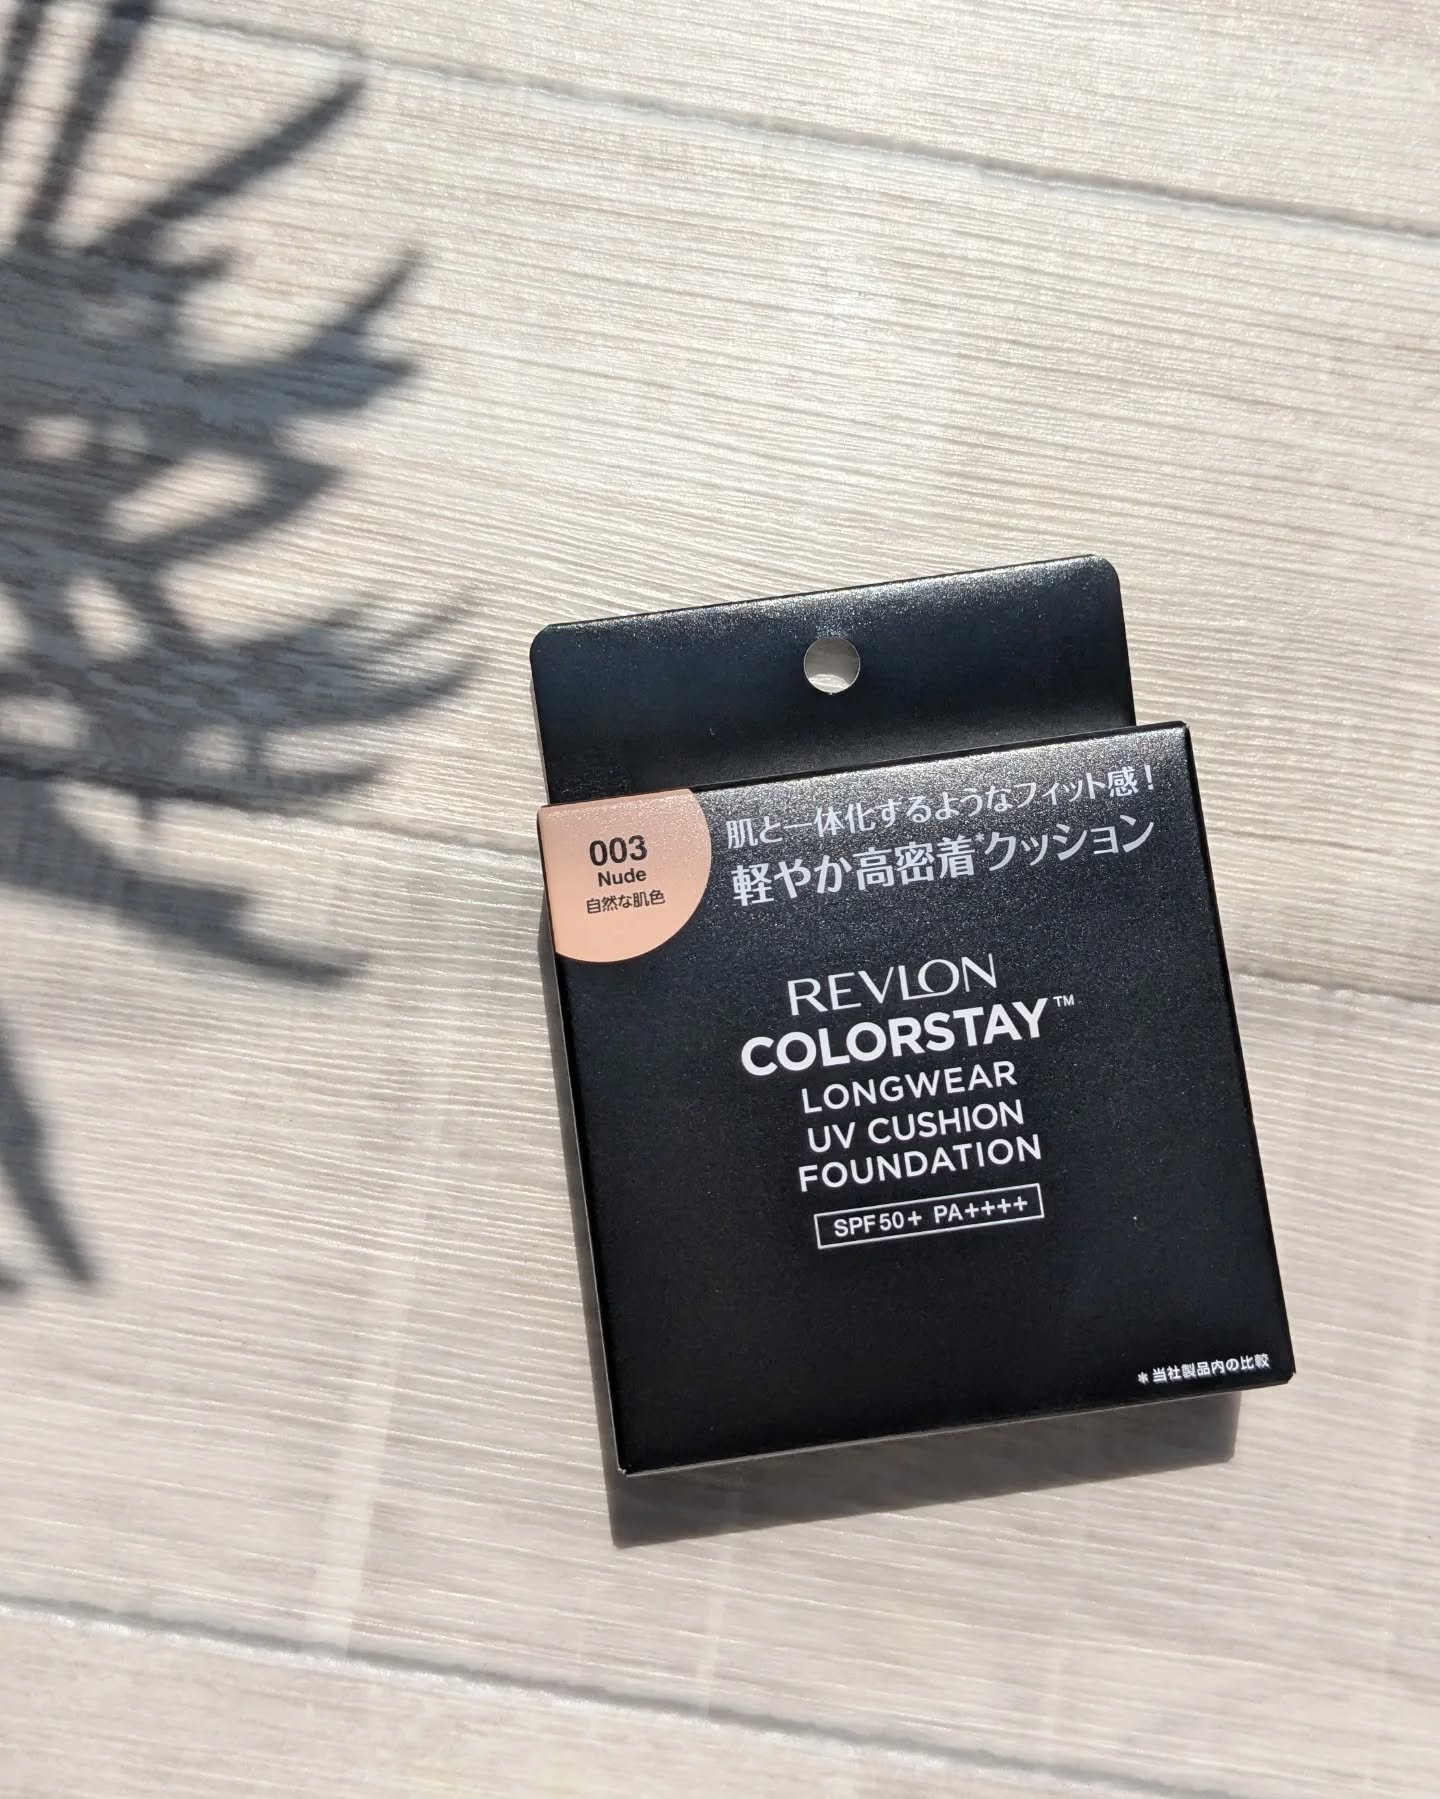 003
Nude
自然な肌色
肌と一体化するようなフィット感！
軽やか高密着*クッション
REVLON
COLORSTAY™
LONGWEAR
UV CUSHION
FOUNDATION
SPF50+ PA++++
*当社製品内の比較